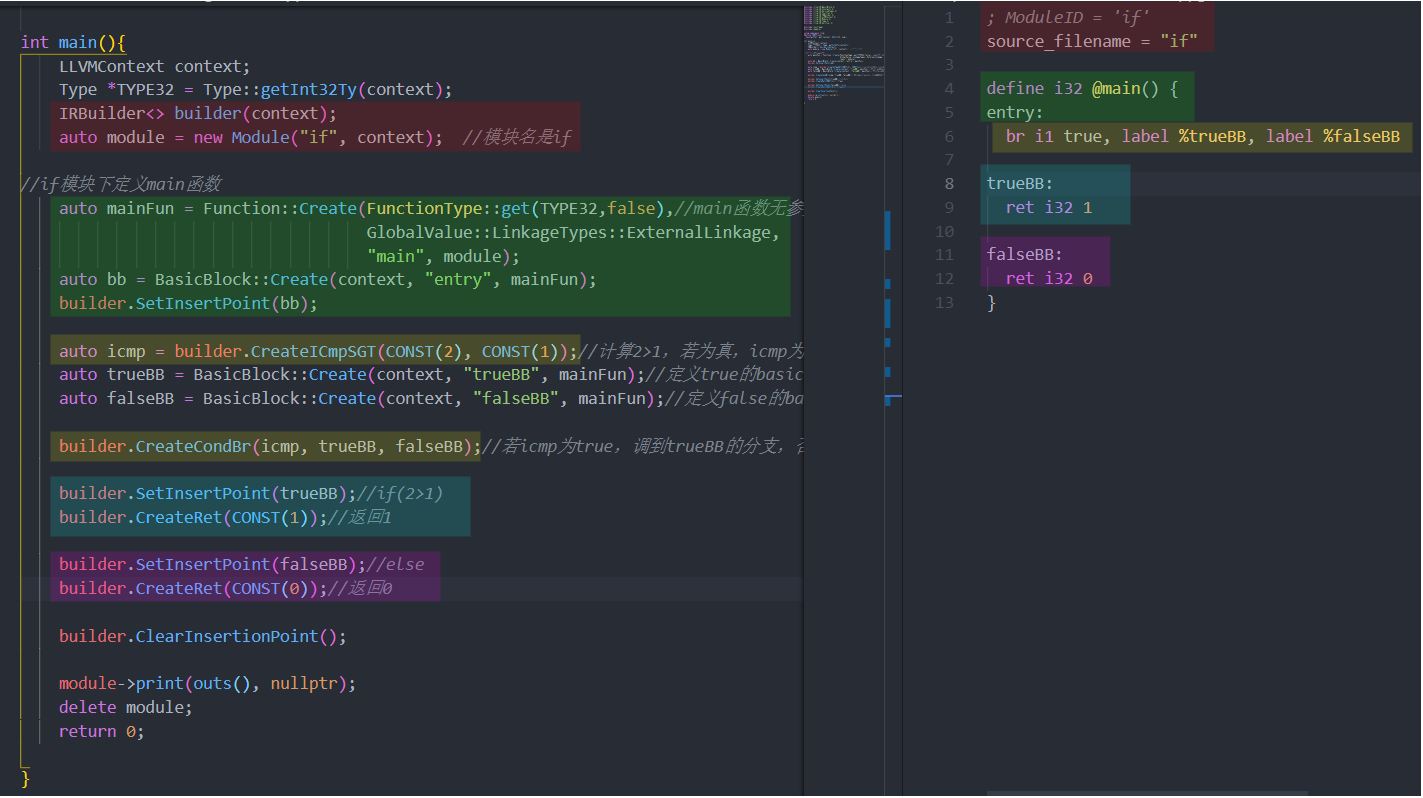 int main(){
LLVMContext context;
Type *TYPE32 = Type::getInt32Ty(context);
IRBuilder<> builder(context);
auto module = new Module("if", context);  //模块名是if
//if模块下定义main函数
auto mainFun = Function::Create(FunctionType::get(TYPE32,false),//main函数无参
GlobalValue::LinkageTypes::ExternalLinkage,
"main", module);
auto bb = BasicBlock::Create(context, "entry", mainFun);
builder.SetInsertPoint(bb);
auto icmp = builder.CreateICmpSGT(CONST(2), CONST(1));//计算2>1，若为真，icmp为
auto trueBB = BasicBlock::Create(context, "trueBB", mainFun);//定义true的basic
auto falseBB = BasicBlock::Create(context, "falseBB", mainFun);//定义false的ba
builder.CreateCondBr(icmp, trueBB, falseBB);//若icmp为true，调到trueBB的分支，
builder.SetInsertPoint(trueBB);//if(2>1)
builder.CreateRet(CONST(1));//返回1
builder.SetInsertPoint(falseBB);//else
builder.CreateRet(CONST(0));//返回0
builder.ClearInsertionPoint();
module->print(outs(), nullptr);
delete module;
return 0;
}
1 ; ModuleID = 'if'
2 source_filename = "if"
3
4 define i32 @main() {
5 entry:
6 br i1 true, label %trueBB, label %falseBB
7
8 trueBB:
9 ret i32 1
10
11 falseBB:
12 ret i32 0
13 }